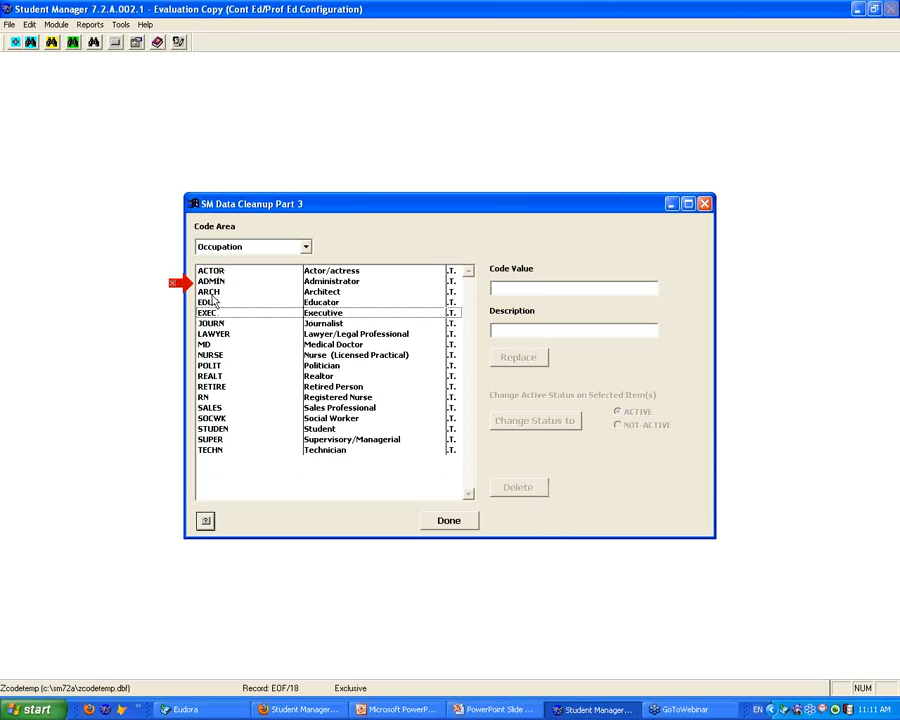 Student Manager 7.2.A.002.1 - Evaluation Copy (Cont Ed/Prof Ed Configuration)
File Edit Module Reports Tools Help
SM Data Cleanup Part 3
Code Area
Occupation
ACTOR Actor/actress .T.
ADMIN Administrator .T.
ARCH Architect .T.
EDU Educator .T.
EXEC Executive .T.
JOURN Journalist .T.
LAWYER Lawyer/Legal Professional .T.
MD Medical Doctor .T.
NURSE Nurse (Licensed Practical) .T.
POLIT Politician .T.
REALT Realtor .T.
RETIRE Retired Person .T.
RN Registered Nurse .T.
SALES Sales Professional .T.
SOCWK Social Worker .T.
STUDEN Student .T.
SUPER Supervisory/Managerial .T.
TECHN Technician .T.
Code Value
Description
Replace
Change Active Status on Selected Item(s)
Change Status to
ACTIVE
NOT-ACTIVE
Delete
Done
Zcodetemp (c:\sm72a\zcodetemp.dbf) Record: EOF/18 Exclusive NUM
start Eudora Student Manager... Microsoft PowerP... PowerPoint Slide ... Student Manager... GoToWebinar EN 11:11 AM